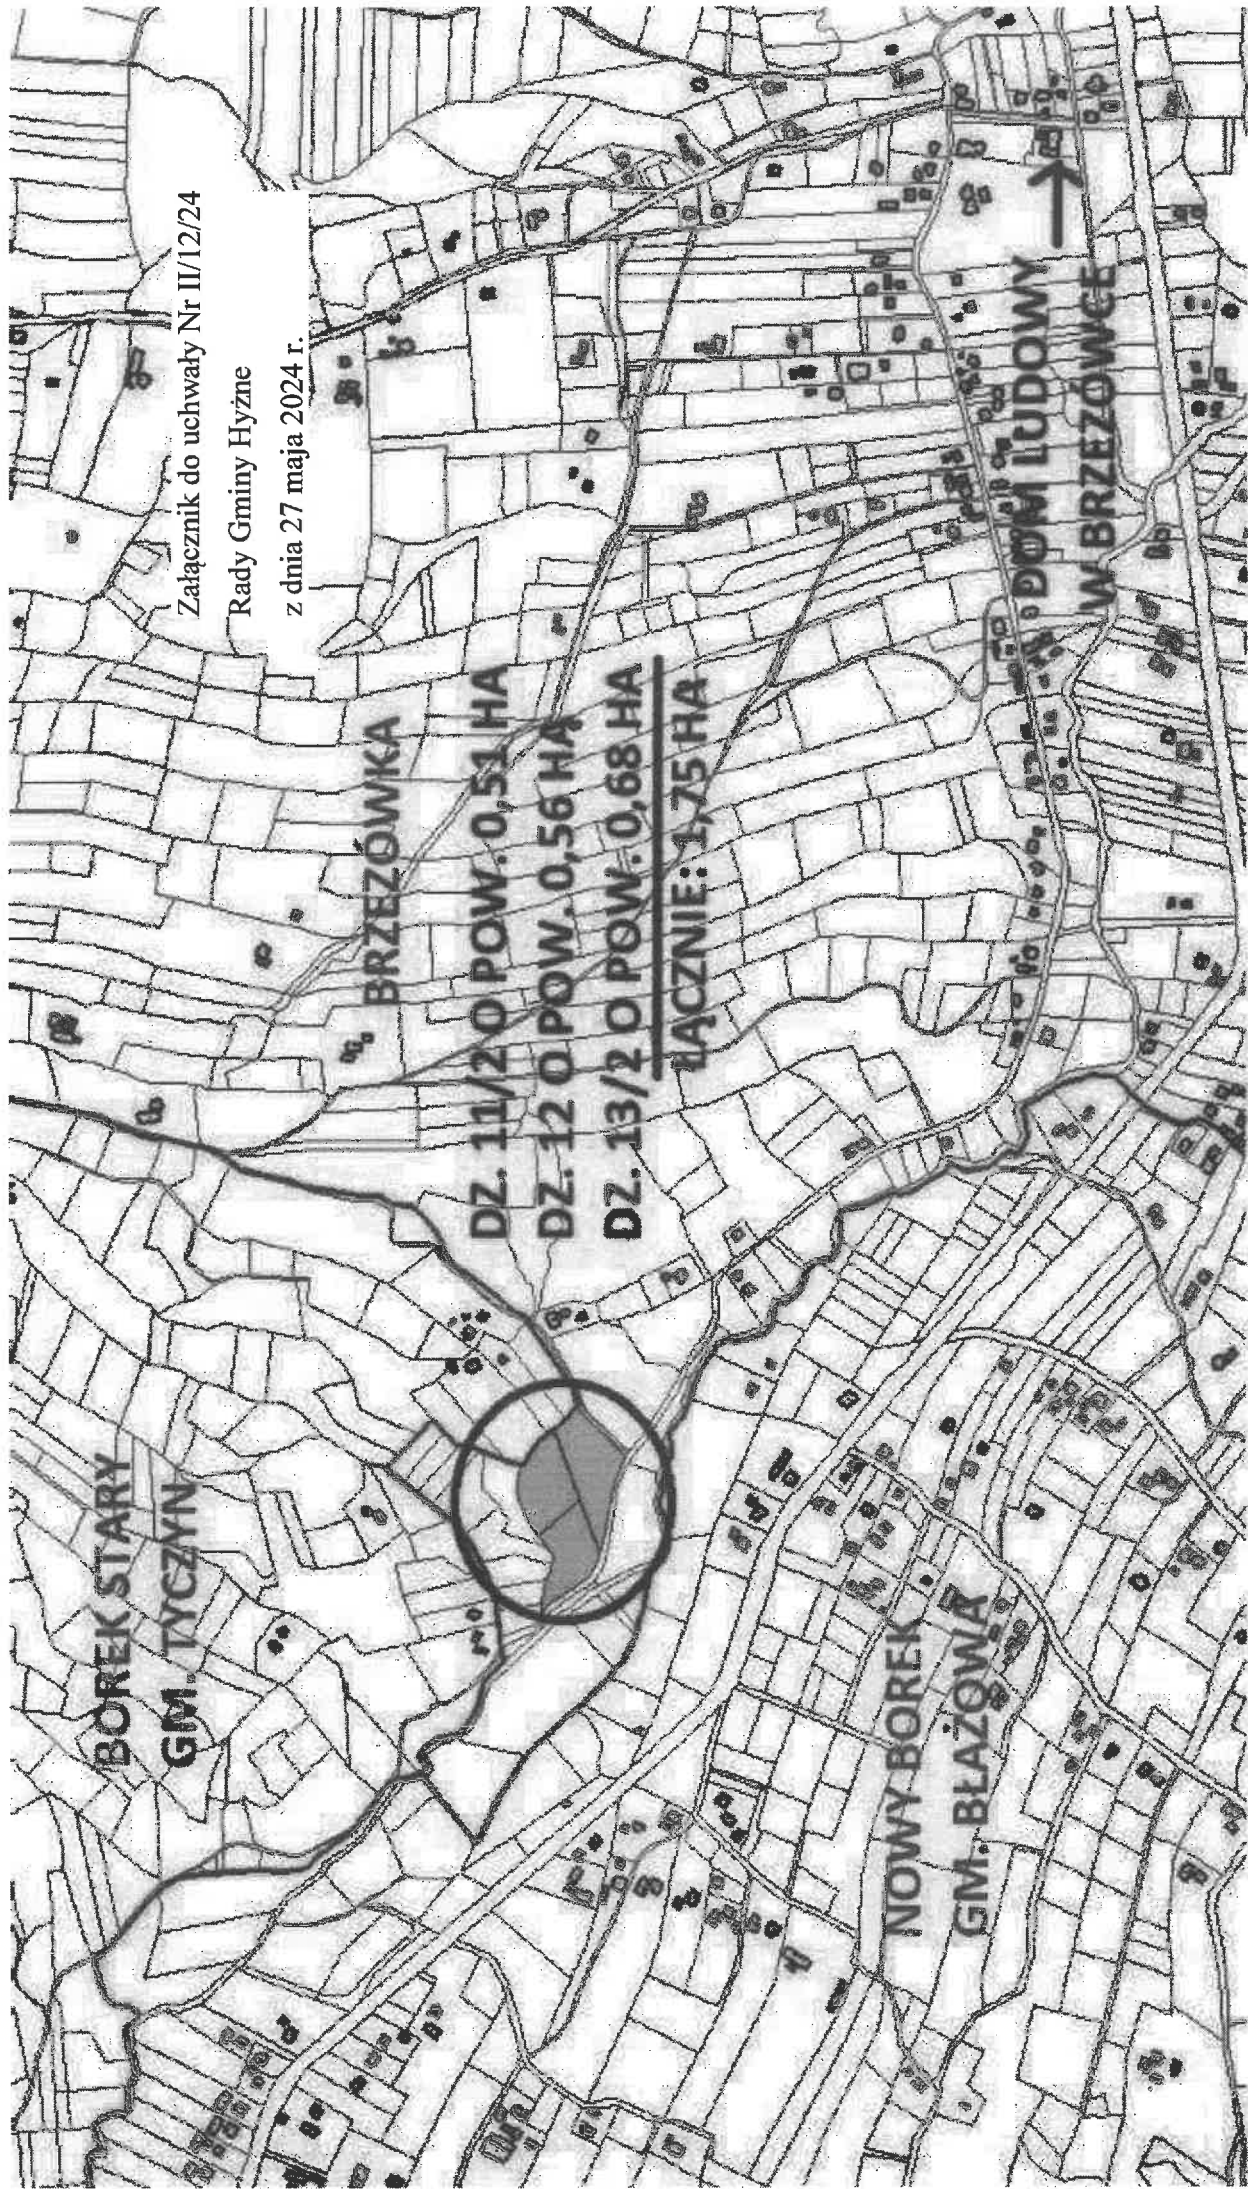 Załącznik do uchwały Nr II/12/24
Rady Gminy Hyżne
z dnia 27 maja 2024 r.
BOREK STARY
GM. TYCZYN
BRZEZÓWKA
DZ. 11/2 O POW. 0,51 HA
DZ. 12 O POW. 0,56 HA
DZ. 13/2 O POW. 0,68 HA
ŁĄCZNIE: 1,75 HA
NOWY BOREK
GM. BŁAŻOWA
DOM LUDOWY
W BRZEZÓWCE